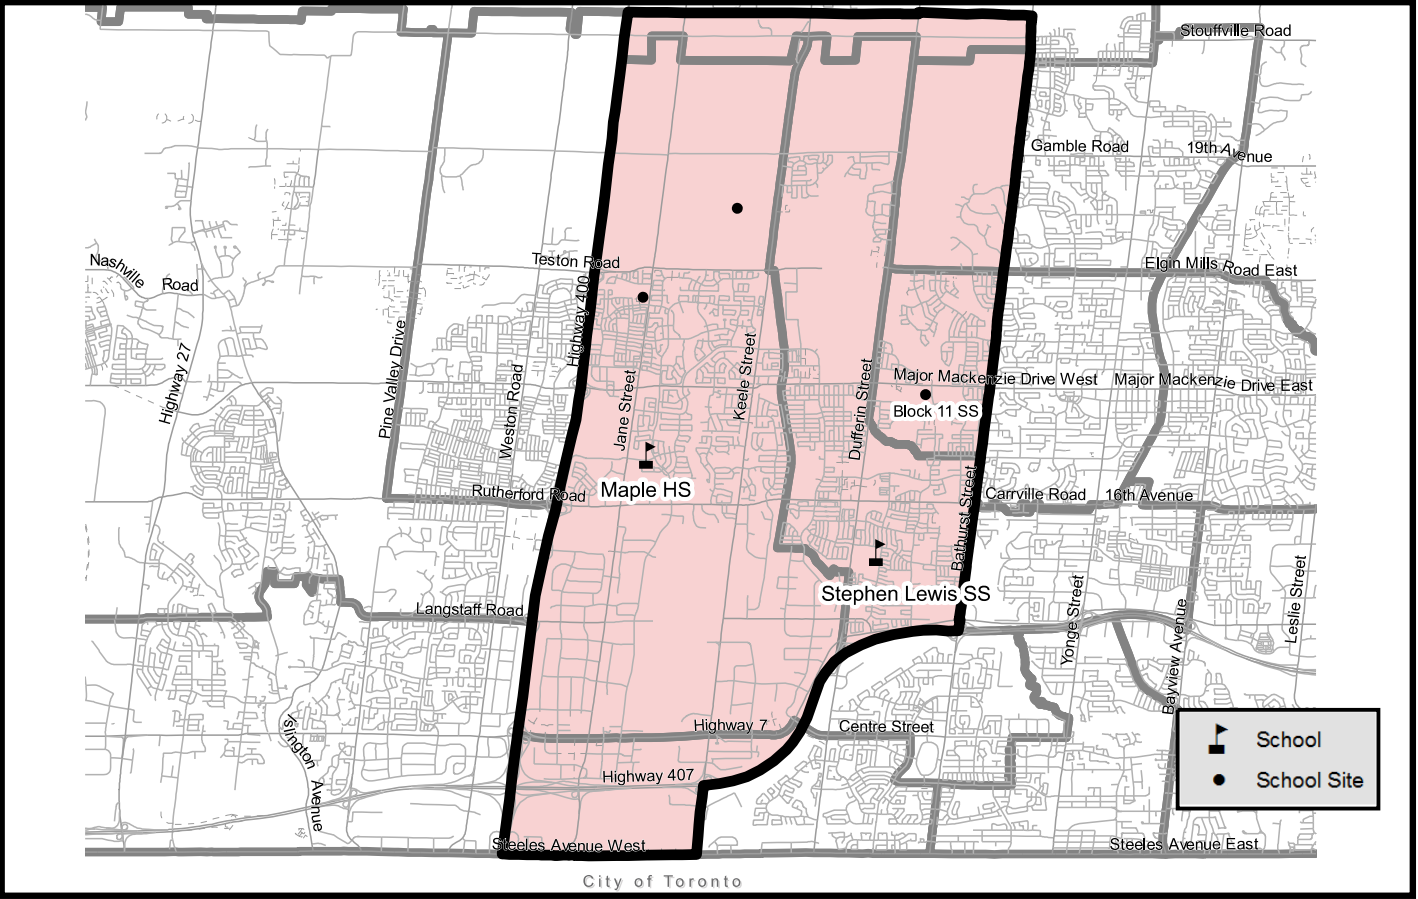 Stouffville Road
Gamble Road
19th Avenue
Nashville
Road
Teston Road
Elgin Mills Road East
Highway 400
Highway 27
Pine Valley Drive
Weston Road
Jane Street
Keele Street
Dufferin Street
Major Mackenzie Drive West
Major Mackenzie Drive East
Block 11 SS
Maple HS
Rutherford Road
Bathurst Street
Carrville Road
16th Avenue
Stephen Lewis SS
Langstaff Road
Yonge Street
Bayview Avenue
Leslie Street
Islington Avenue
Highway 7
Centre Street
Highway 407
School
School Site
Steeles Avenue West
Steeles Avenue East
City of Toronto